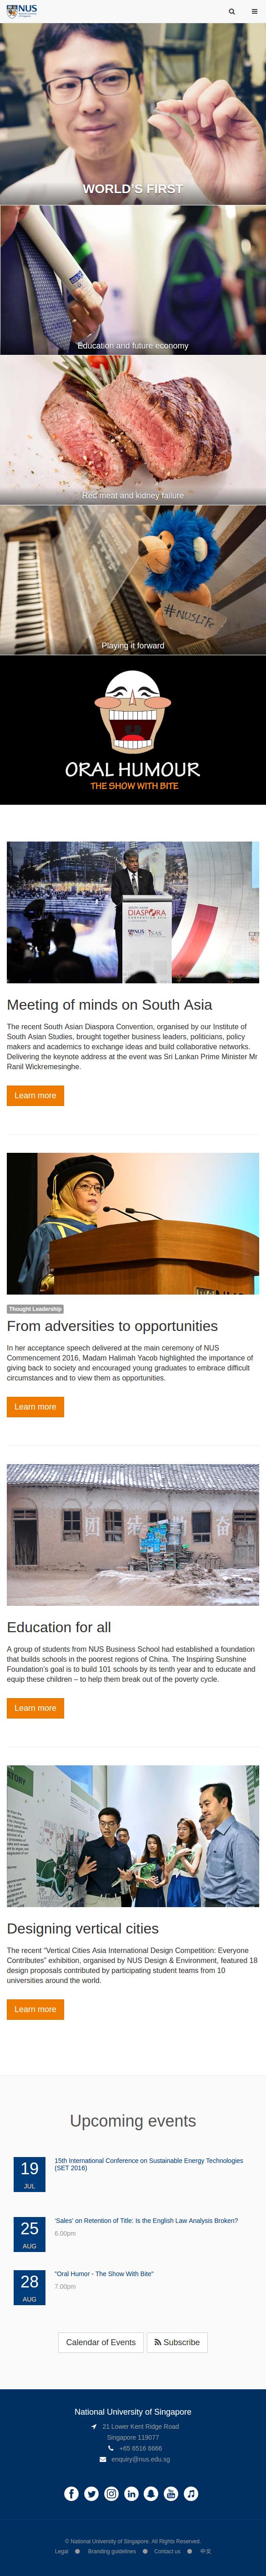 NUS
National University
of Singapore
WORLD'S FIRST
Education and future economy
Red meat and kidney failure
#NUSLife
Playing it forward
ORAL HUMOUR
THE SHOW WITH BITE
SOUTH ASIAN
DIASPORA
CONVENTION 2016
NUS ISAS
Meeting of minds on South Asia
The recent South Asian Diaspora Convention, organised by our Institute of
South Asian Studies, brought together business leaders, politicians, policy
makers and academics to exchange ideas and build collaborative networks.
Delivering the keynote address at the event was Sri Lankan Prime Minister Mr
Ranil Wickremesinghe.
Learn more
Thought Leadership
From adversities to opportunities
In her acceptance speech delivered at the main ceremony of NUS
Commencement 2016, Madam Halimah Yacob highlighted the importance of
giving back to society and encouraged young graduates to embrace difficult
circumstances and to view them as opportunities.
Learn more
团结勤奋
Education for all
A group of students from NUS Business School had established a foundation
that builds schools in the poorest regions of China. The Inspiring Sunshine
Foundation's goal is to build 101 schools by its tenth year and to educate and
equip these children – to help them break out of the poverty cycle.
Learn more
Designing vertical cities
The recent “Vertical Cities Asia International Design Competition: Everyone
Contributes” exhibition, organised by NUS Design & Environment, featured 18
design proposals contributed by participating student teams from 10
universities around the world.
Learn more
Upcoming events
19
JUL
15th International Conference on Sustainable Energy Technologies
(SET 2016)
25
AUG
'Sales' on Retention of Title: Is the English Law Analysis Broken?
6.00pm
28
AUG
"Oral Humor - The Show With Bite"
7.00pm
Calendar of Events
Subscribe
National University of Singapore
21 Lower Kent Ridge Road
Singapore 119077
+65 6516 6666
enquiry@nus.edu.sg
© National University of Singapore. All Rights Reserved.
Legal
Branding guidelines
Contact us
中文